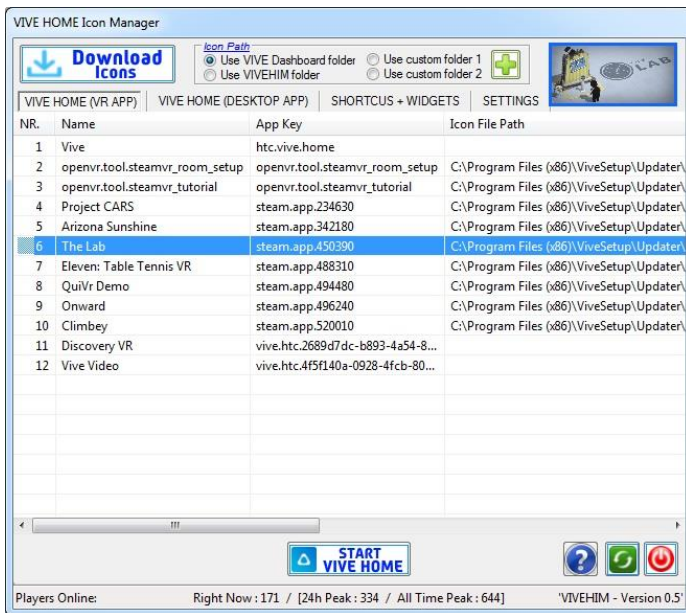 VIVE HOME Icon Manager
Download
Icons
Icon Path
Use VIVE Dashboard folder Use custom folder 1
Use VIVEHIM folder Use custom folder 2
THE LAB
VIVE HOME (VR APP) VIVE HOME (DESKTOP APP) SHORTCUS + WIDGETS SETTINGS
NR. Name App Key Icon File Path
1 Vive htc.vive.home
2 openvr.tool.steamvr_room_setup openvr.tool.steamvr_room_setup C:\Program Files (x86)\ViveSetup\Updater\
3 openvr.tool.steamvr_tutorial openvr.tool.steamvr_tutorial C:\Program Files (x86)\ViveSetup\Updater\
4 Project CARS steam.app.234630 C:\Program Files (x86)\ViveSetup\Updater\
5 Arizona Sunshine steam.app.342180 C:\Program Files (x86)\ViveSetup\Updater\
6 The Lab steam.app.450390 C:\Program Files (x86)\ViveSetup\Updater\
7 Eleven: Table Tennis VR steam.app.488310 C:\Program Files (x86)\ViveSetup\Updater\
8 QuiVr Demo steam.app.494480 C:\Program Files (x86)\ViveSetup\Updater\
9 Onward steam.app.496240 C:\Program Files (x86)\ViveSetup\Updater\
10 Climbey steam.app.520010 C:\Program Files (x86)\ViveSetup\Updater\
11 Discovery VR vive.htc.2689d7dc-b893-4a54-8...
12 Vive Video vive.htc.4f5f140a-0928-4fcb-80...
START
VIVE HOME
Players Online: Right Now : 171 / [24h Peak : 334 / All Time Peak : 644] 'VIVEHIM - Version 0.5'